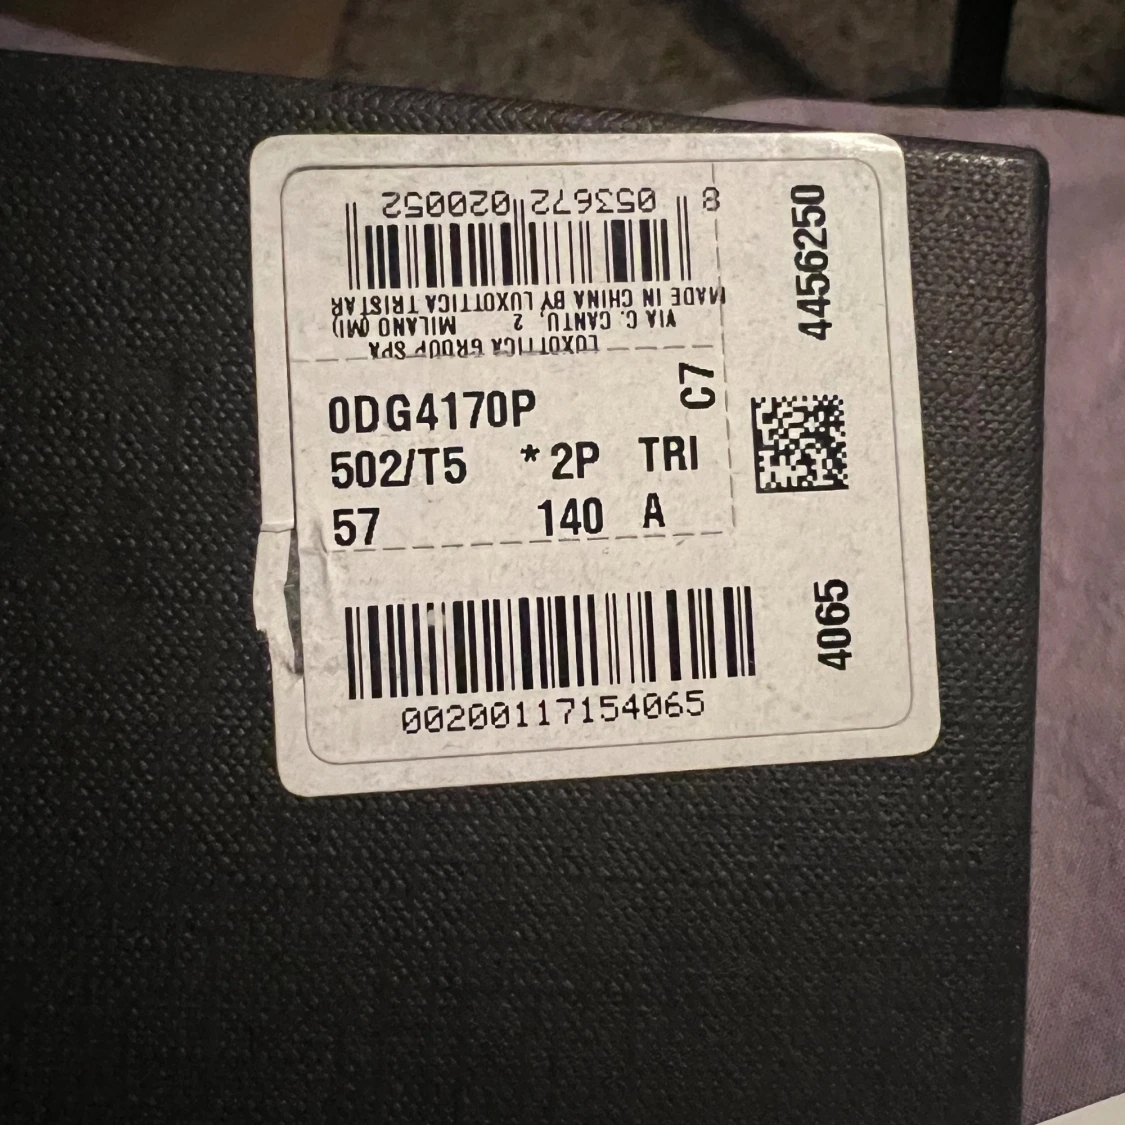 8 053672 020052
MADE IN CHINA BY LUXOTTICA TRISTAR
VIA C. CANTU, 2 MILANO (MI)
LUXOTTICA GROUP SPA
0DG4170P
C7
502/T5 * 2P TRI
57 140 A
00200117154065
4456250
4065